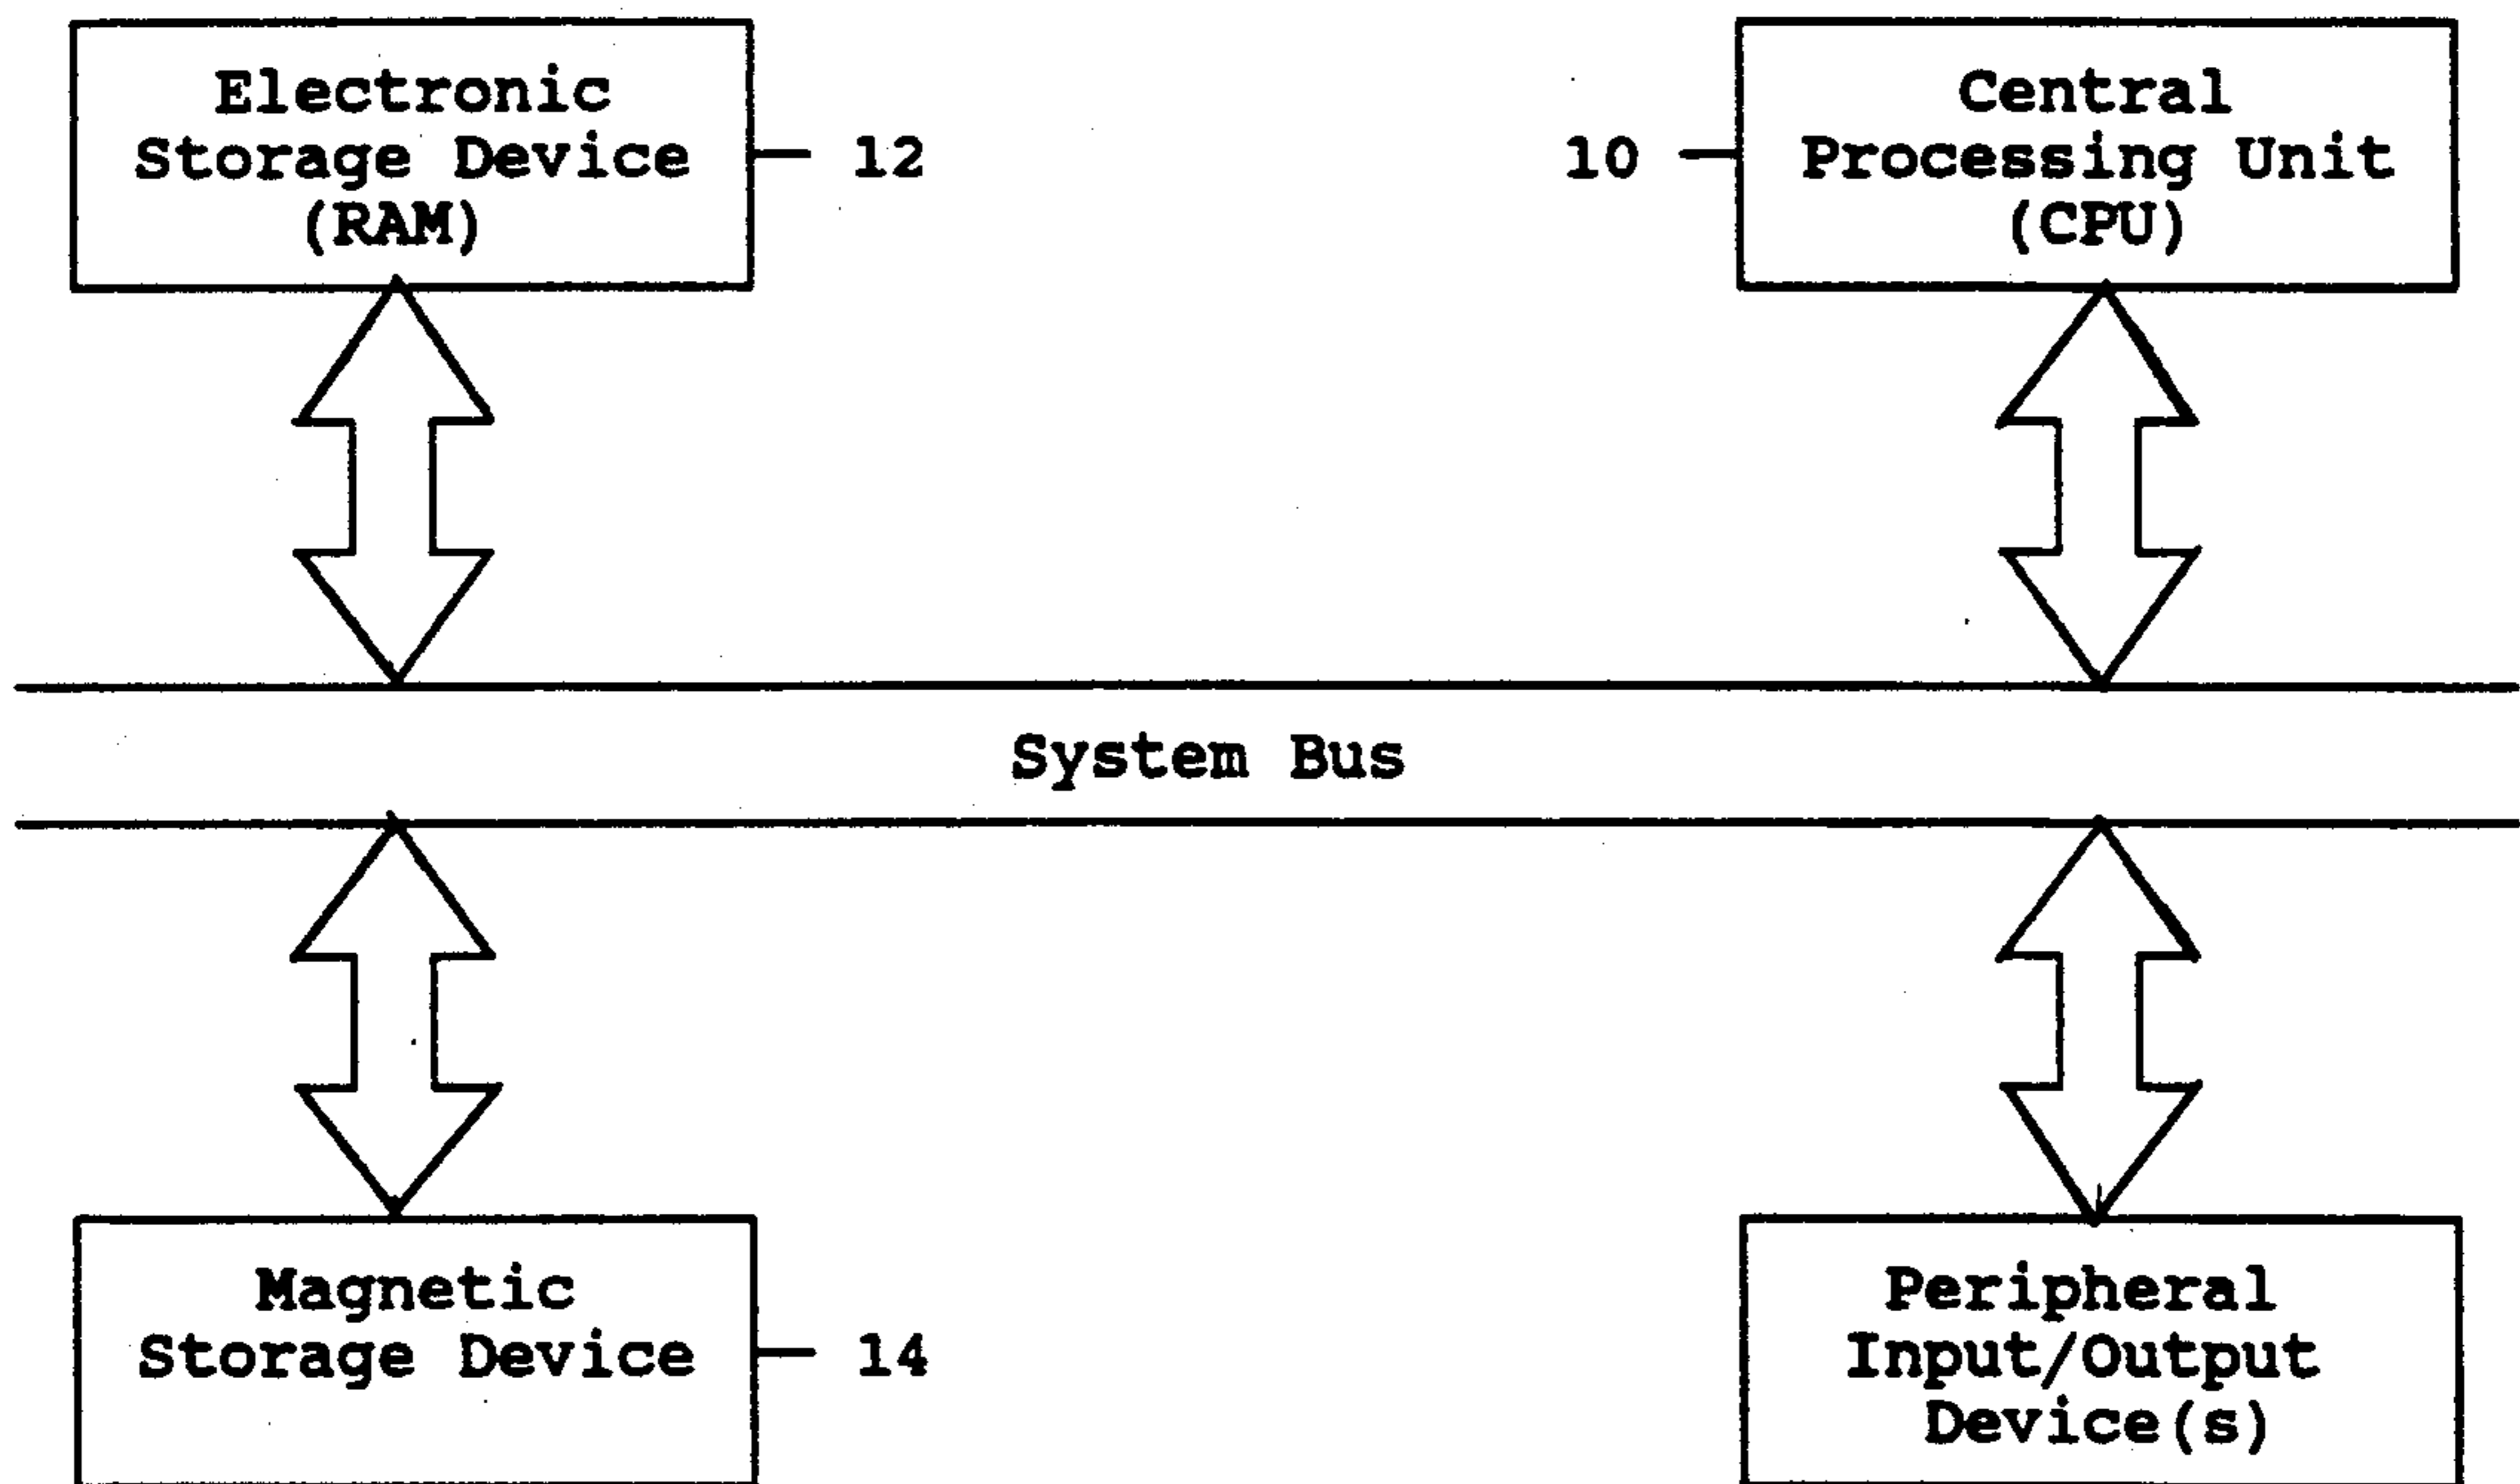 Electronic
Storage Device
(RAM)
12
10
Central
Processing Unit
(CPU)
System Bus
Magnetic
Storage Device
14
Peripheral
Input/Output
Device(s)